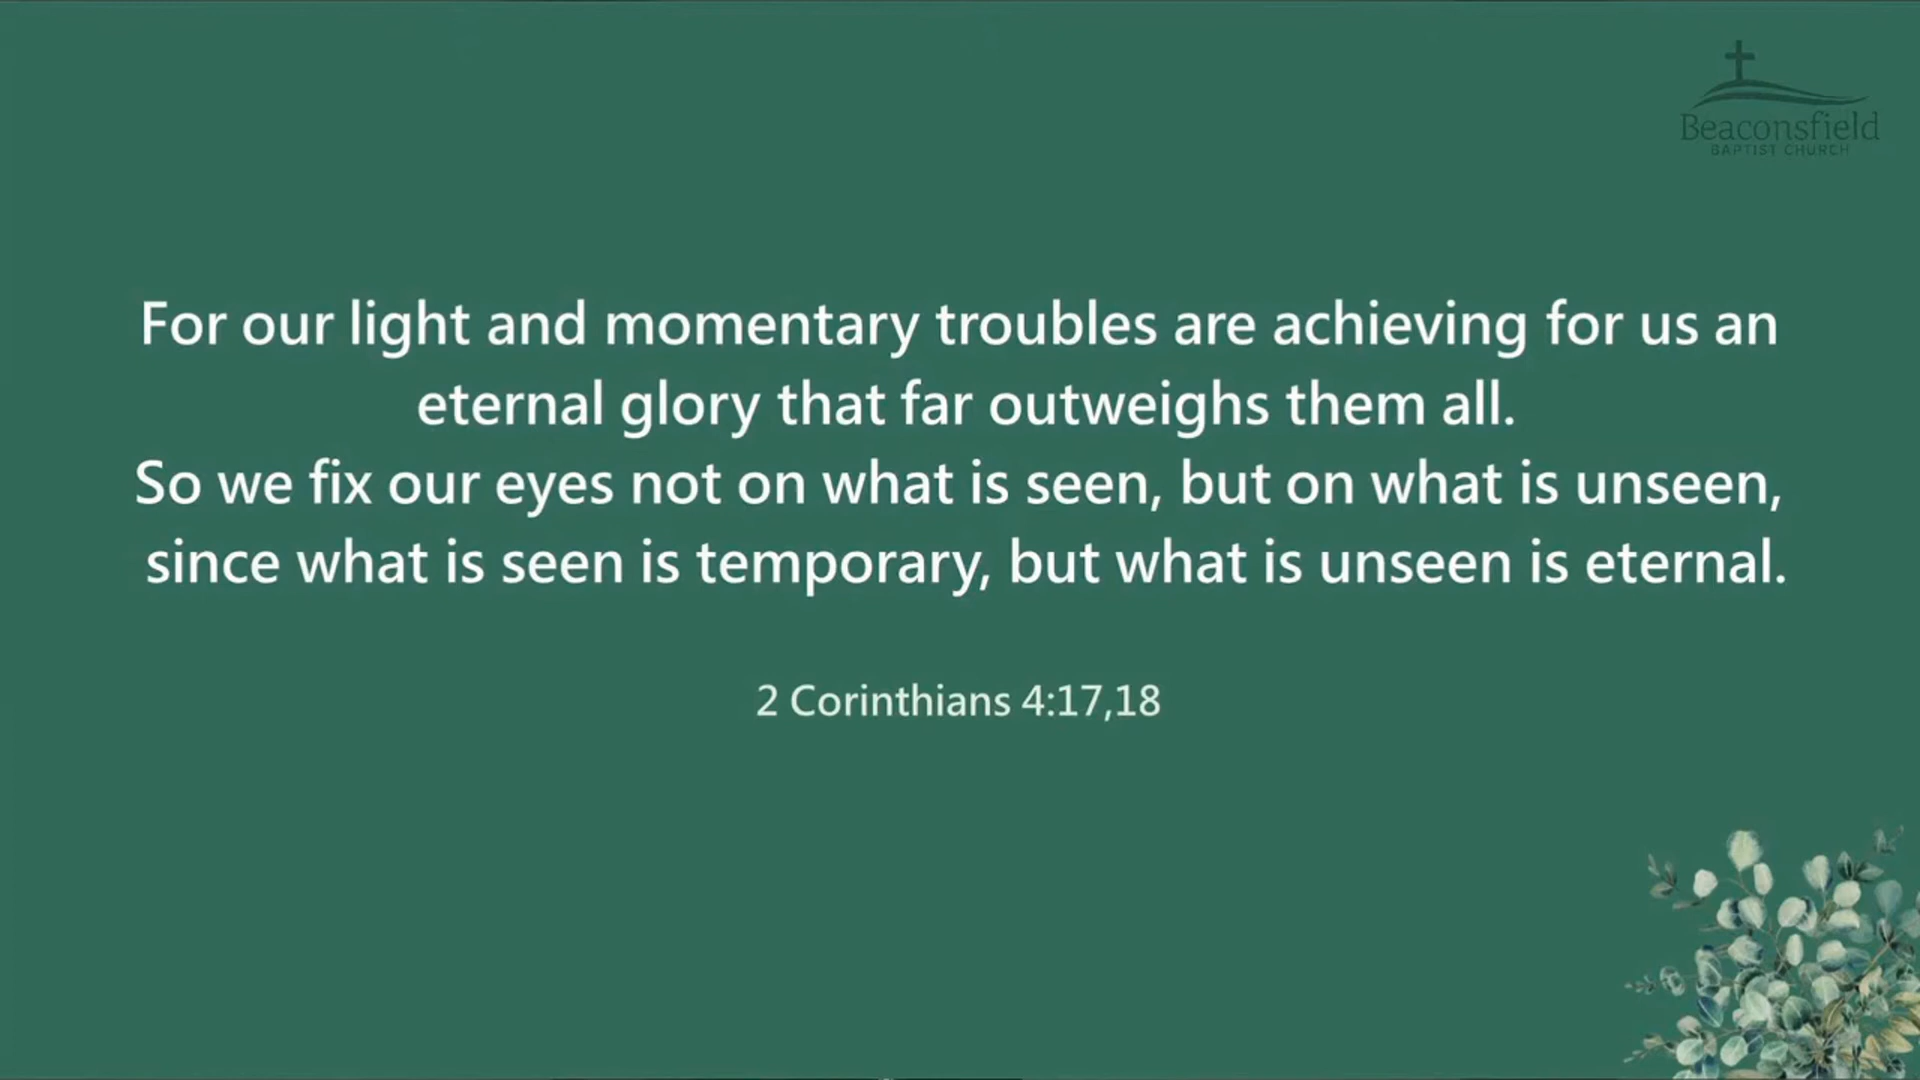 Beaconsfield
BAPTIST CHURCH
For our light and momentary troubles are achieving for us an
eternal glory that far outweighs them all.
So we fix our eyes not on what is seen, but on what is unseen,
since what is seen is temporary, but what is unseen is eternal.
2 Corinthians 4:17,18